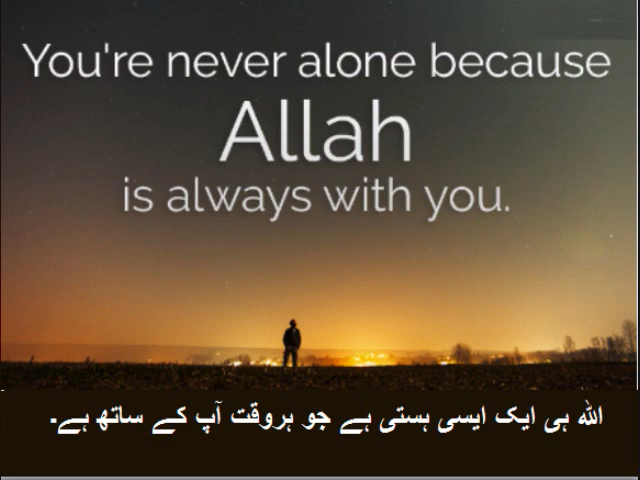 You're never alone because
Allah
is always with you.
اللہ ہی ایک ایسی ہستی ہے جو ہروقت آپ کے ساتھ ہے۔